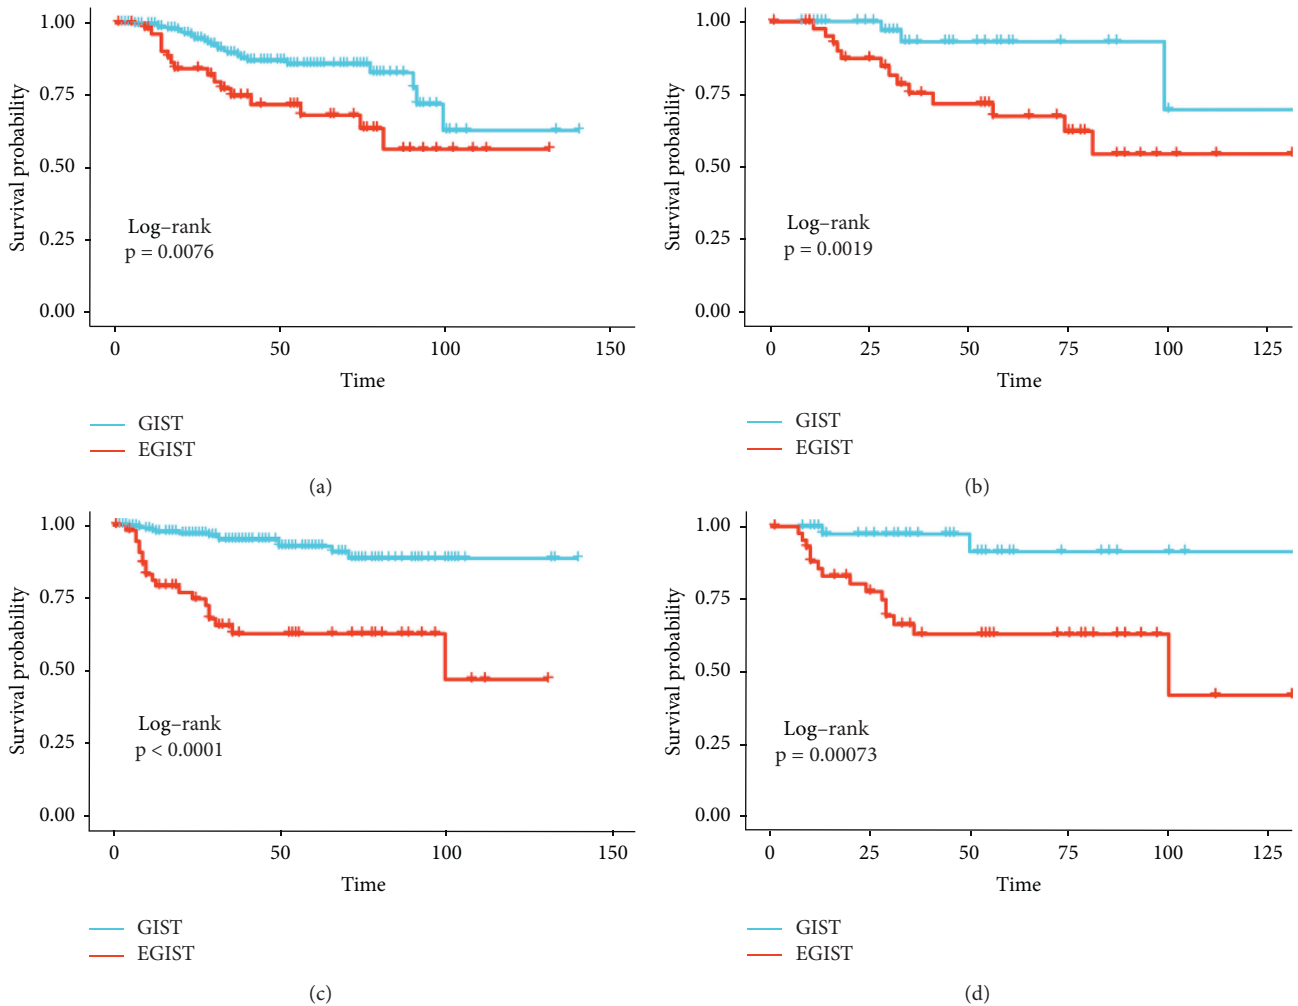 1.00
0.75
0.50
0.25
0.00
Survival probability
Log–rank
p = 0.0076
0 50 100 150
Time
GIST
EGIST
(a)
1.00
0.75
0.50
0.25
0.00
Survival probability
Log–rank
p = 0.0019
0 25 50 75 100 125
Time
GIST
EGIST
(b)
1.00
0.75
0.50
0.25
0.00
Survival probability
Log–rank
p < 0.0001
0 50 100 150
Time
GIST
EGIST
(c)
1.00
0.75
0.50
0.25
0.00
Survival probability
Log–rank
p = 0.00073
0 25 50 75 100 125
Time
GIST
EGIST
(d)